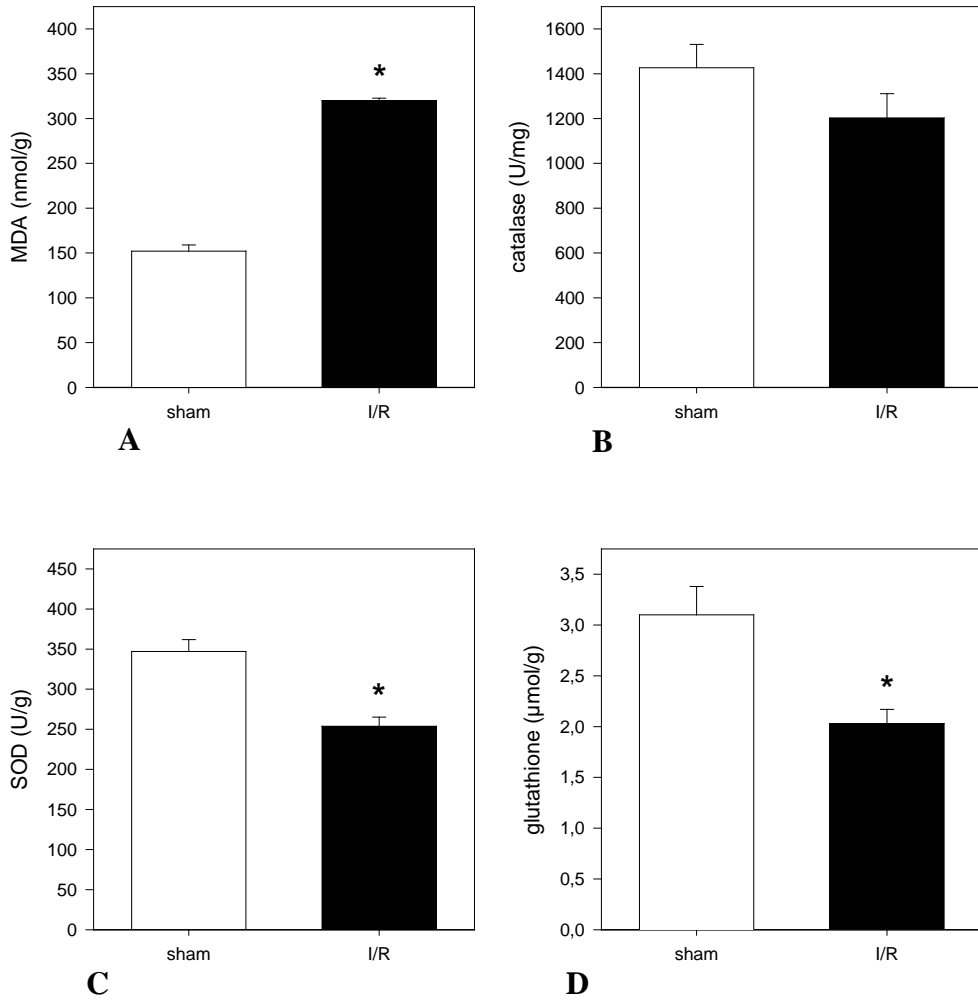 MDA (nmol/g)
400
350
300
250
200
150
100
50
0
*
sham
I/R
A
catalase (U/mg)
1600
1400
1200
1000
800
600
400
200
0
sham
I/R
B
SOD (U/g)
450
400
350
300
250
200
150
100
50
0
*
sham
I/R
C
glutathione (µmol/g)
3,5
3,0
2,5
2,0
1,5
1,0
0,5
0,0
*
sham
I/R
D